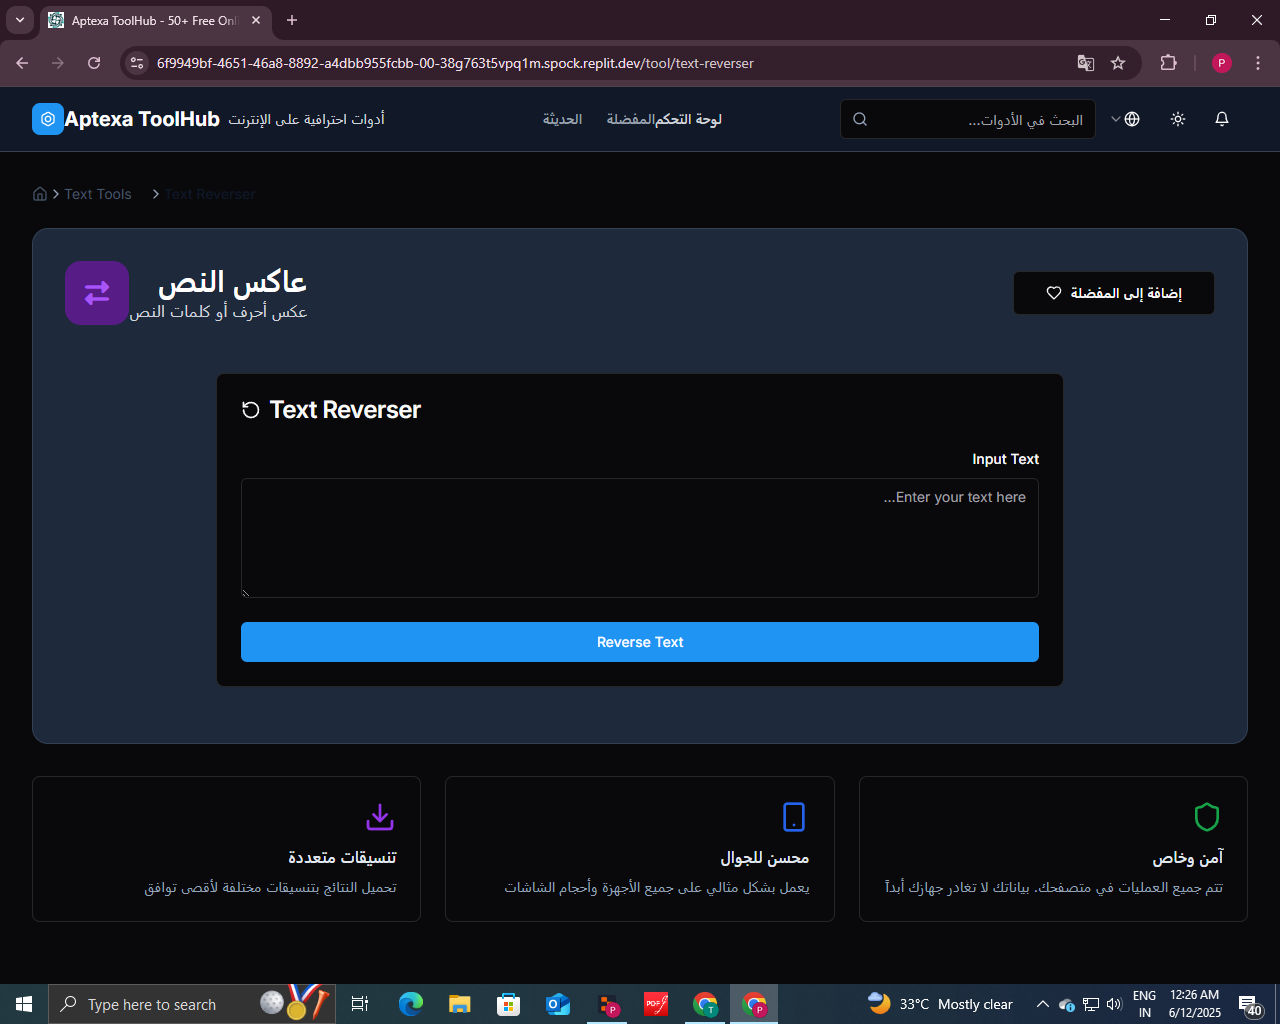 Aptexa ToolHub - 50+ Free Onl
6f9949bf-4651-46a8-8892-a4dbb955fcbb-00-38g763t5vpq1m.spock.replit.dev/tool/text-reverser
P
Aptexa ToolHub
أدوات احترافية على الإنترنت
لوحة التحكم المفضلة الحديثة
البحث في الأدوات...
Text Tools
Text Reverser
عاكس النص
عكس أحرف أو كلمات النص
إضافة إلى المفضلة
Text Reverser
Input Text
...Enter your text here
Reverse Text
آمن وخاص
تتم جميع العمليات في متصفحك. بياناتك لا تغادر جهازك أبداً
محسن للجوال
يعمل بشكل مثالي على جميع الأجهزة وأحجام الشاشات
تنسيقات متعددة
تحميل النتائج بتنسيقات مختلفة لأقصى توافق
Type here to search
33°C Mostly clear
ENG
IN
12:26 AM
6/12/2025
40